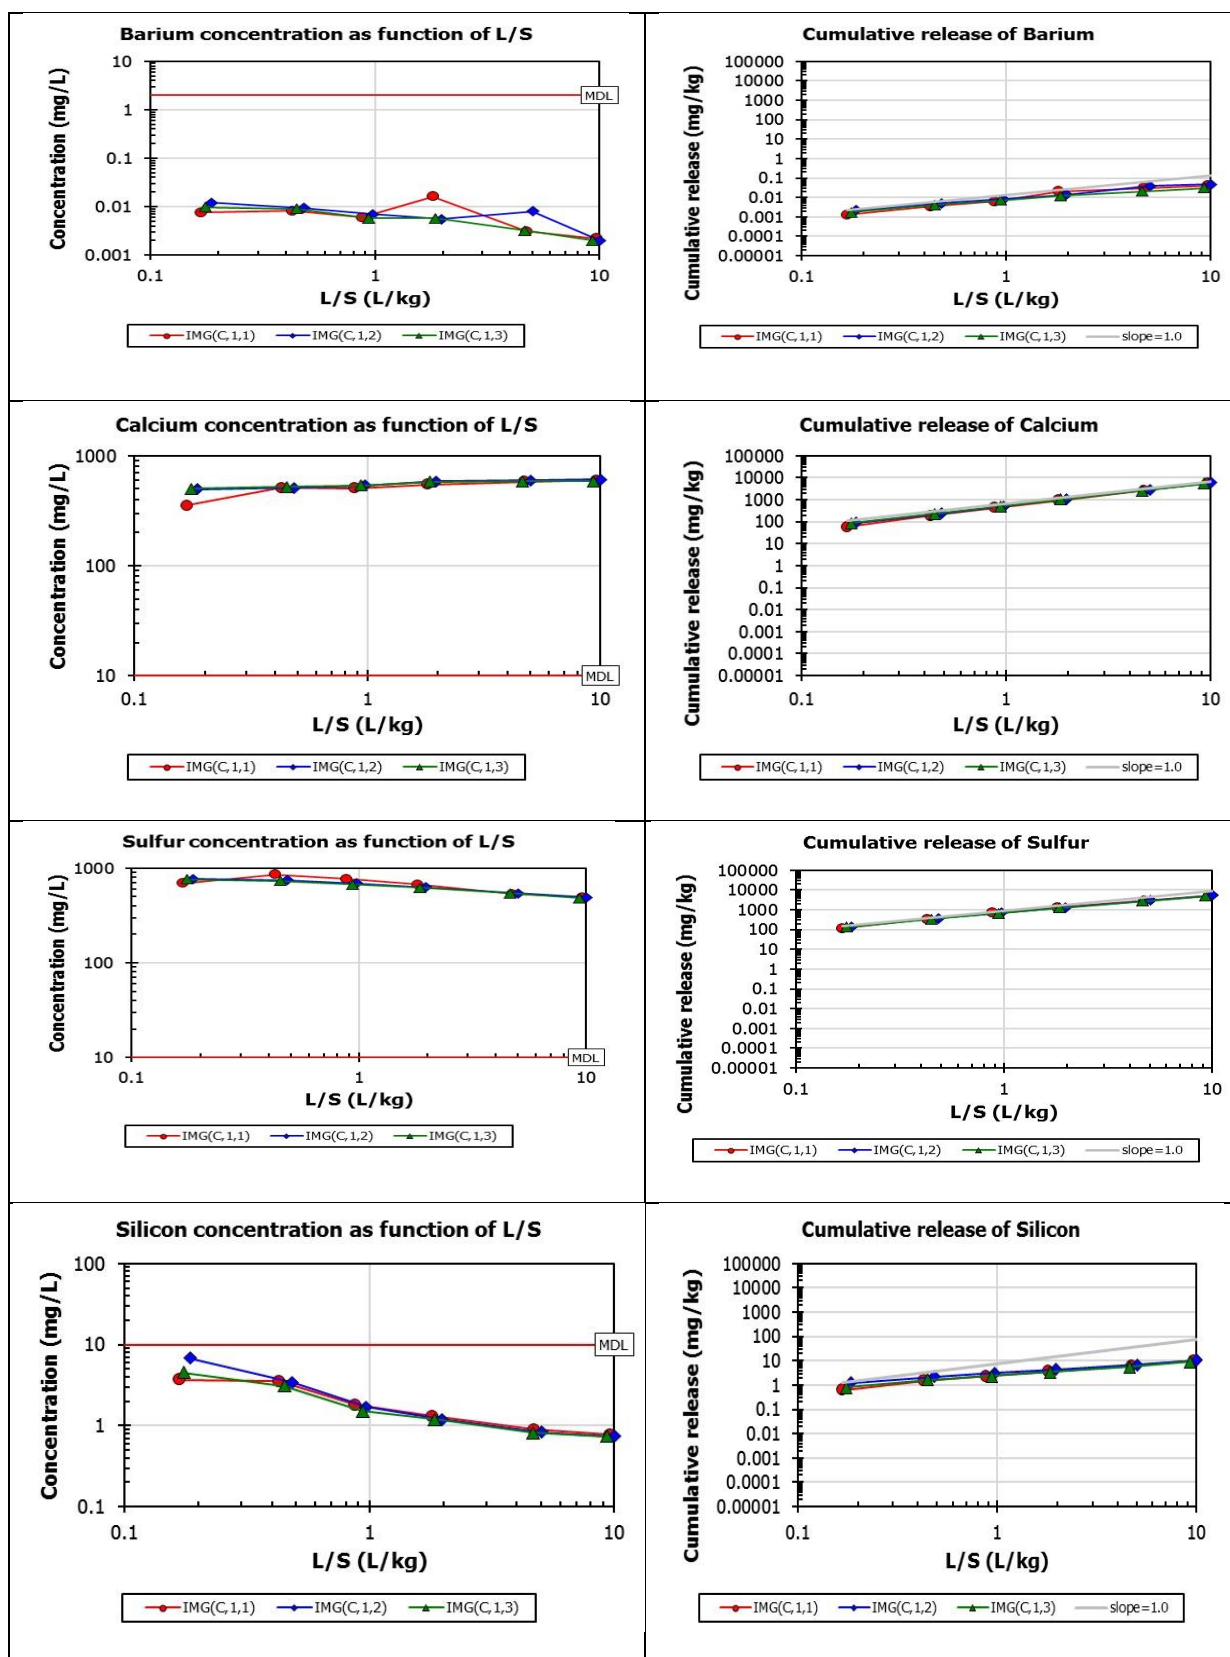 Barium concentration as function of L/S
Concentration (mg/L)
10
1
0.1
0.01
0.001
MDL
0.1
1
10
L/S (L/kg)
IMG(C,1,1) IMG(C,1,2) IMG(C,1,3)
Cumulative release of Barium
Cumulative release (mg/kg)
100000
10000
1000
100
10
1
0.1
0.01
0.001
0.0001
0.00001
0.1
1
10
L/S (L/kg)
IMG(C,1,1) IMG(C,1,2) IMG(C,1,3) slope=1.0
Calcium concentration as function of L/S
Concentration (mg/L)
1000
100
10
MDL
0.1
1
10
L/S (L/kg)
IMG(C,1,1) IMG(C,1,2) IMG(C,1,3)
Cumulative release of Calcium
Cumulative release (mg/kg)
100000
10000
1000
100
10
1
0.1
0.01
0.001
0.0001
0.00001
0.1
1
10
L/S (L/kg)
IMG(C,1,1) IMG(C,1,2) IMG(C,1,3) slope=1.0
Sulfur concentration as function of L/S
Concentration (mg/L)
1000
100
10
MDL
0.1
1
10
L/S (L/kg)
IMG(C,1,1) IMG(C,1,2) IMG(C,1,3)
Cumulative release of Sulfur
Cumulative release (mg/kg)
100000
10000
1000
100
10
1
0.1
0.01
0.001
0.0001
0.00001
0.1
1
10
L/S (L/kg)
IMG(C,1,1) IMG(C,1,2) IMG(C,1,3) slope=1.0
Silicon concentration as function of L/S
Concentration (mg/L)
100
10
1
0.1
MDL
0.1
1
10
L/S (L/kg)
IMG(C,1,1) IMG(C,1,2) IMG(C,1,3)
Cumulative release of Silicon
Cumulative release (mg/kg)
100000
10000
1000
100
10
1
0.1
0.01
0.001
0.0001
0.00001
0.1
1
10
L/S (L/kg)
IMG(C,1,1) IMG(C,1,2) IMG(C,1,3) slope=1.0